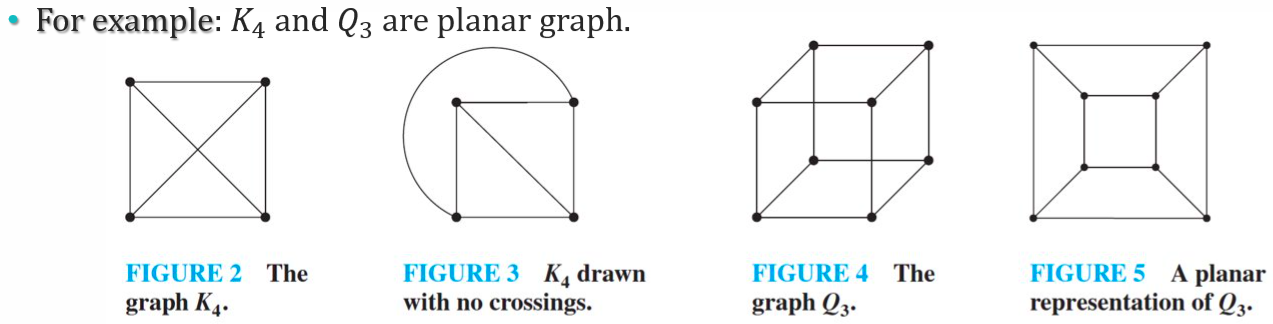 • For example: K₄ and Q₃ are planar graph.
FIGURE 2 The
graph K₄.
FIGURE 3 K₄ drawn
with no crossings.
FIGURE 4 The
graph Q₃.
FIGURE 5 A planar
representation of Q₃.